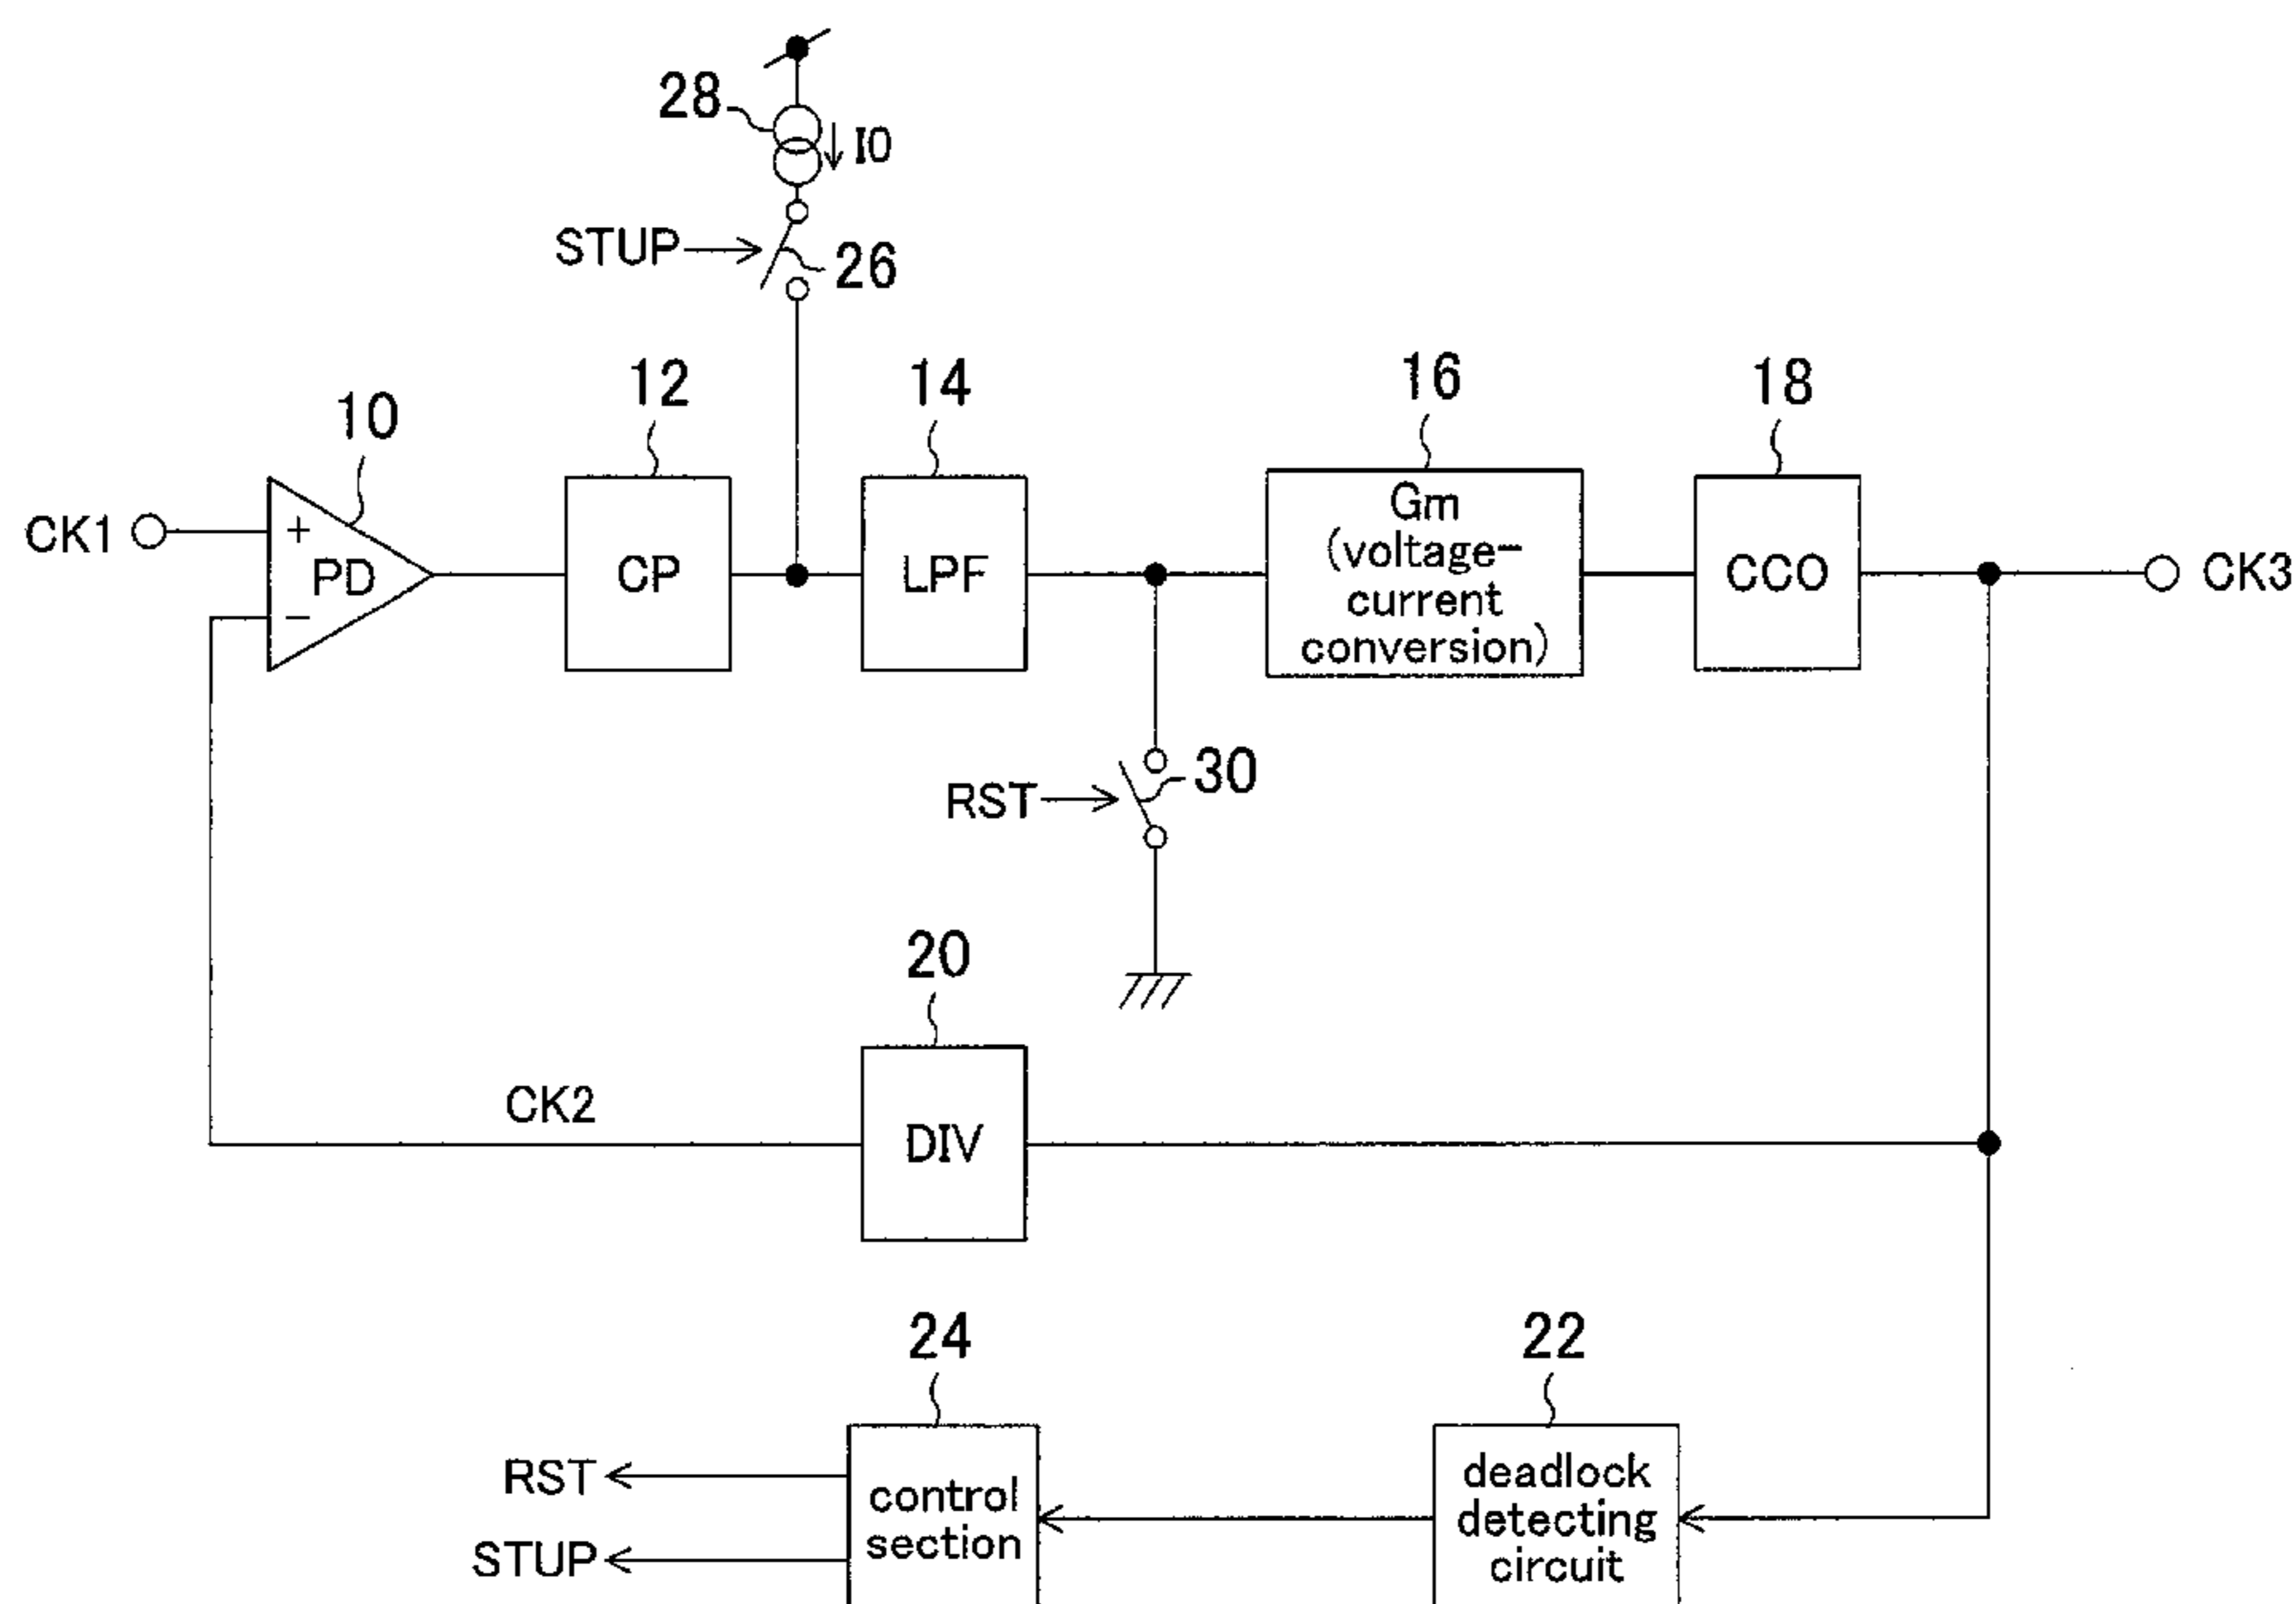 28
I0
STUP
26
10
12
14
16
18
CK1
+
PD
−
CP
LPF
Gm
(voltage-
current
conversion)
CCO
CK3
RST
30
20
CK2
DIV
24
22
RST
STUP
control
section
deadlock
detecting
circuit